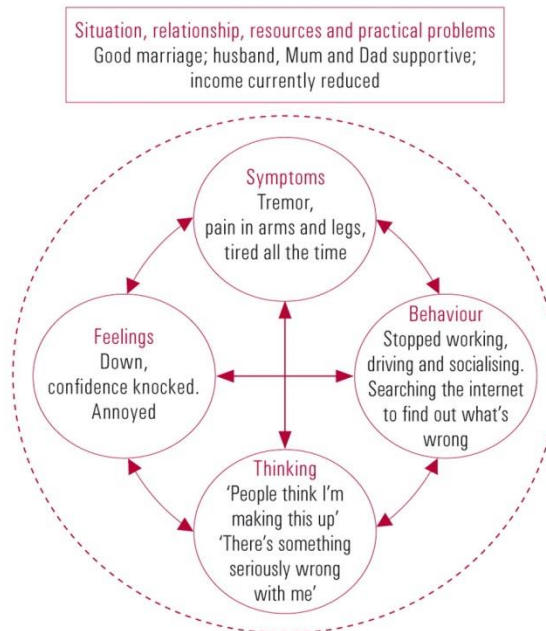 Situation, relationship, resources and practical problems
Good marriage; husband, Mum and Dad supportive;
income currently reduced
Symptoms
Tremor,
pain in arms and legs,
tired all the time
Feelings
Down,
confidence knocked.
Annoyed
Behaviour
Stopped working,
driving and socialising.
Searching the internet
to find out what's
wrong
Thinking
'People think I'm
making this up'
'There's something
seriously wrong
with me'